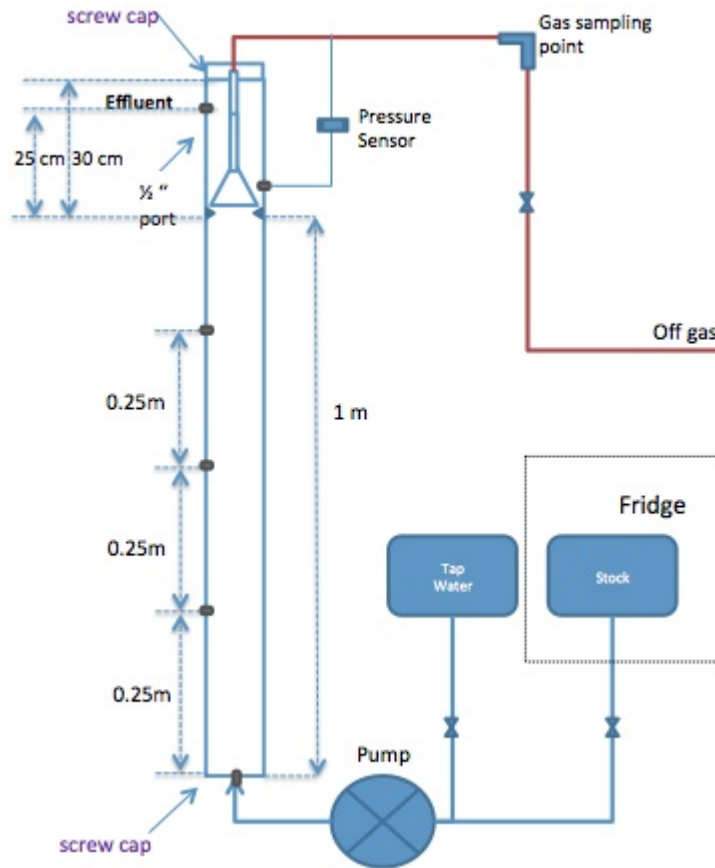 screw cap
Gas sampling
point
Effluent
Pressure
Sensor
25 cm 30 cm
½ “
port
Off gas
0.25m
1 m
Fridge
0.25m
Tap
Water
Stock
0.25m
Pump
screw cap